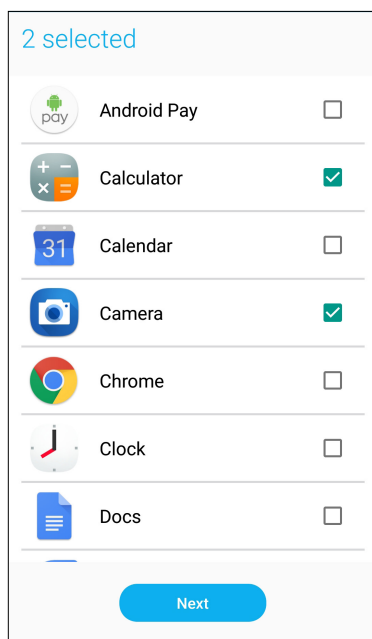 2 selected
pay
Android Pay
Calculator
31
Calendar
Camera
Chrome
Clock
Docs
Next